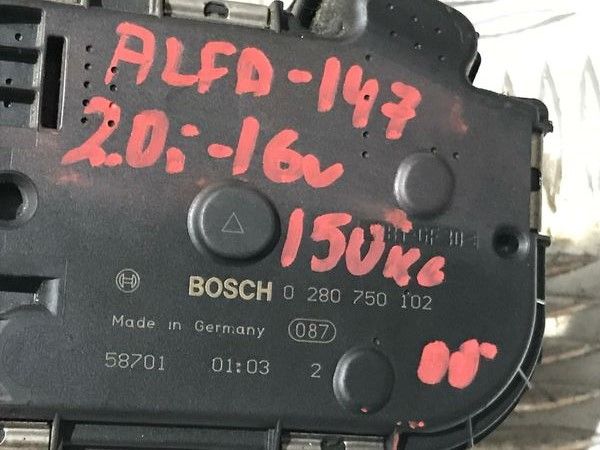 ALFA-147
2.0i-16v
150KG
BOSCH 0 280 750 102
Made in Germany 087
58701 01:03 2
00